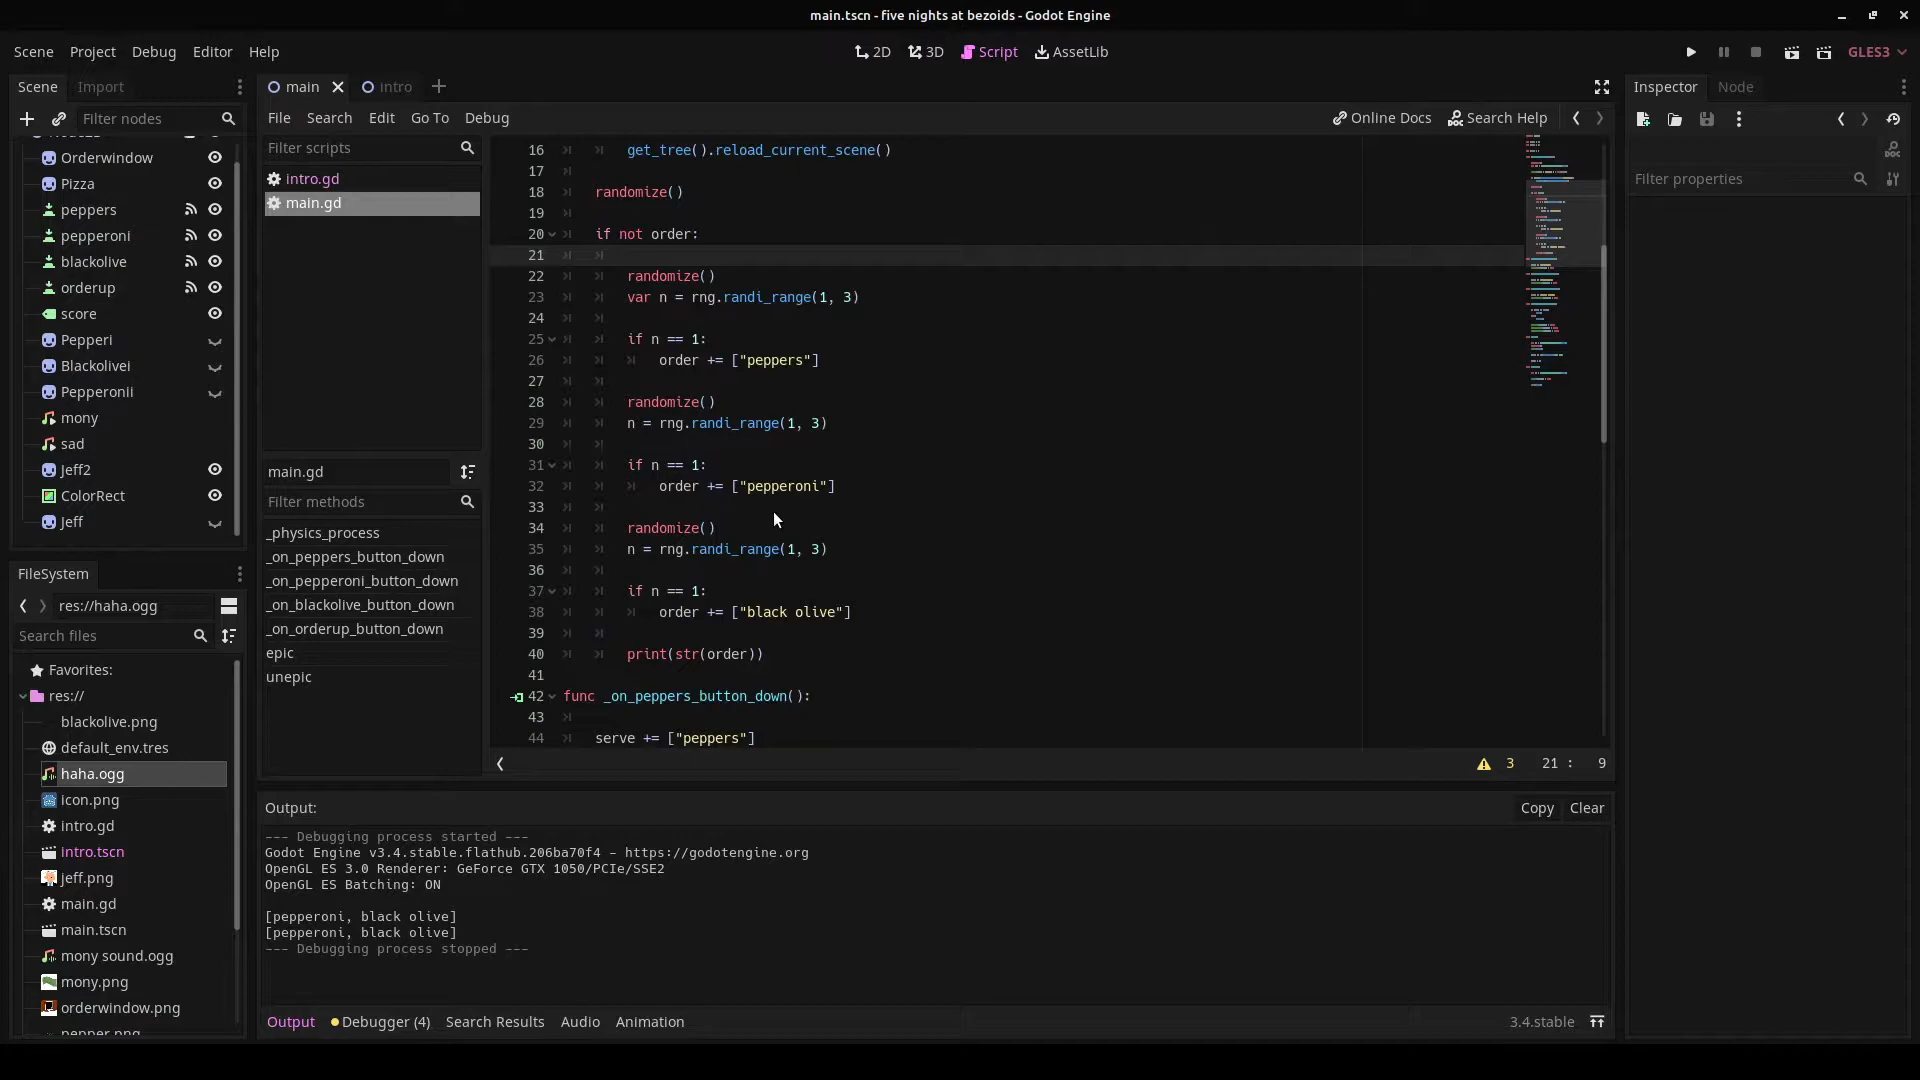 main.tscn - five nights at bezoids - Godot Engine
Scene Project Debug Editor Help
2D 3D Script AssetLib
GLES3
Scene Import
Filter nodes
Orderwindow
Pizza
peppers
pepperoni
blackolive
orderup
score
Pepperi
Blackolivei
Pepperonii
mony
sad
Jeff2
ColorRect
Jeff
FileSystem
res://haha.ogg
Search files
Favorites:
res://
blackolive.png
default_env.tres
haha.ogg
icon.png
intro.gd
intro.tscn
jeff.png
main.gd
main.tscn
mony sound.ogg
mony.png
orderwindow.png
pepper.png
main intro
File Search Edit Go To Debug
Online Docs Search Help
Filter scripts
intro.gd
main.gd
main.gd
Filter methods
_physics_process
_on_peppers_button_down
_on_pepperoni_button_down
_on_blackolive_button_down
_on_orderup_button_down
epic
unepic
16 get_tree().reload_current_scene()
17
18 randomize()
19
20 if not order:
21
22 randomize()
23 var n = rng.randi_range(1, 3)
24
25 if n == 1:
26 order += ["peppers"]
27
28 randomize()
29 n = rng.randi_range(1, 3)
30
31 if n == 1:
32 order += ["pepperoni"]
33
34 randomize()
35 n = rng.randi_range(1, 3)
36
37 if n == 1:
38 order += ["black olive"]
39
40 print(str(order))
41
42 func _on_peppers_button_down():
43
44 serve += ["peppers"]
3 21 : 9
Output:
Copy Clear
--- Debugging process started ---
Godot Engine v3.4.stable.flathub.206ba70f4 - https://godotengine.org
OpenGL ES 3.0 Renderer: GeForce GTX 1050/PCIe/SSE2
OpenGL ES Batching: ON
[pepperoni, black olive]
[pepperoni, black olive]
--- Debugging process stopped ---
Output Debugger (4) Search Results Audio Animation
3.4.stable
Inspector Node
Filter properties